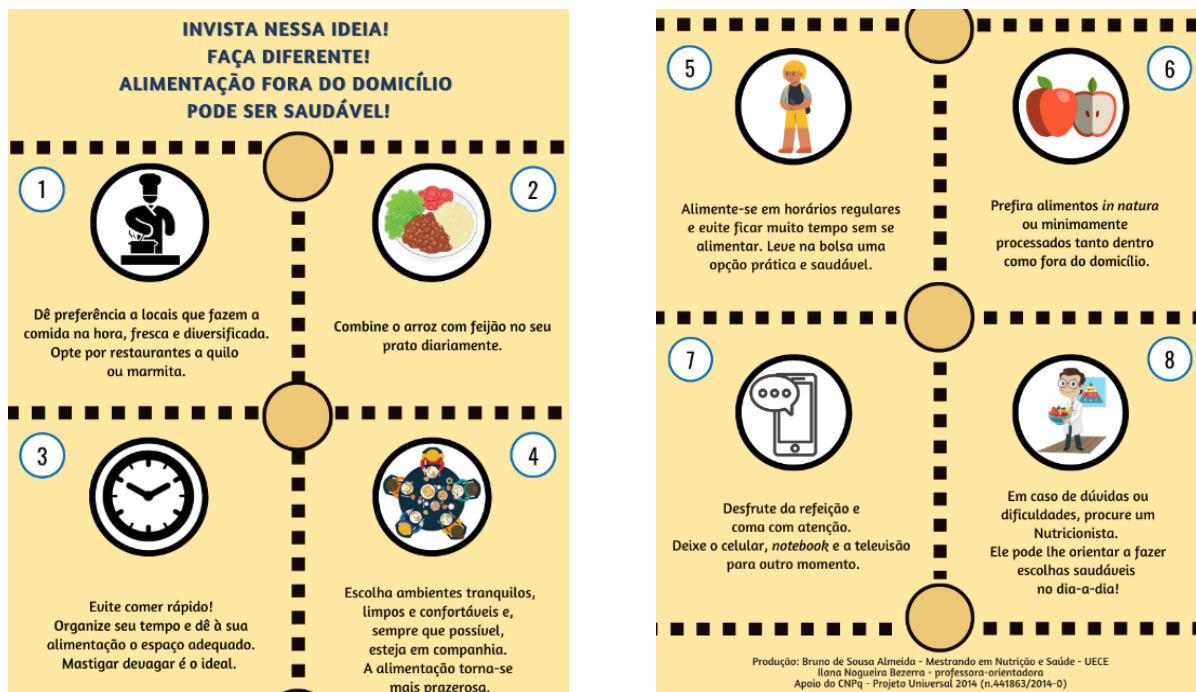 INVISTA NESSA IDEIA!
FAÇA DIFERENTE!
ALIMENTAÇÃO FORA DO DOMICÍLIO
PODE SER SAUDÁVEL!
1
Dê preferência a locais que fazem a
comida na hora, fresca e diversificada.
Opte por restaurantes a quilo
ou marmita.
2
Combine o arroz com feijão no seu
prato diariamente.
3
Evite comer rápido!
Organize seu tempo e dê à sua
alimentação o espaço adequado.
Mastigar devagar é o ideal.
4
Escolha ambientes tranquilos,
limpos e confortáveis e,
sempre que possível,
esteja em companhia.
A alimentação torna-se
mais prazerosa.
5
Alimente-se em horários regulares
e evite ficar muito tempo sem se
alimentar. Leve na bolsa uma
opção prática e saudável.
6
Prefira alimentos in natura
ou minimamente
processados tanto dentro
como fora do domicílio.
7
Desfrute da refeição e
coma com atenção.
Deixe o celular, notebook e a televisão
para outro momento.
8
Em caso de dúvidas ou
dificuldades, procure um
Nutricionista.
Ele pode lhe orientar a fazer
escolhas saudáveis
no dia-a-dia!
Produção: Bruno de Sousa Almeida - Mestrando em Nutrição e Saúde - UECE
Ilana Nogueira Bezerra - professora-orientadora
Apoio do CNPq - Projeto Universal 2014 (n.441863/2014-0)